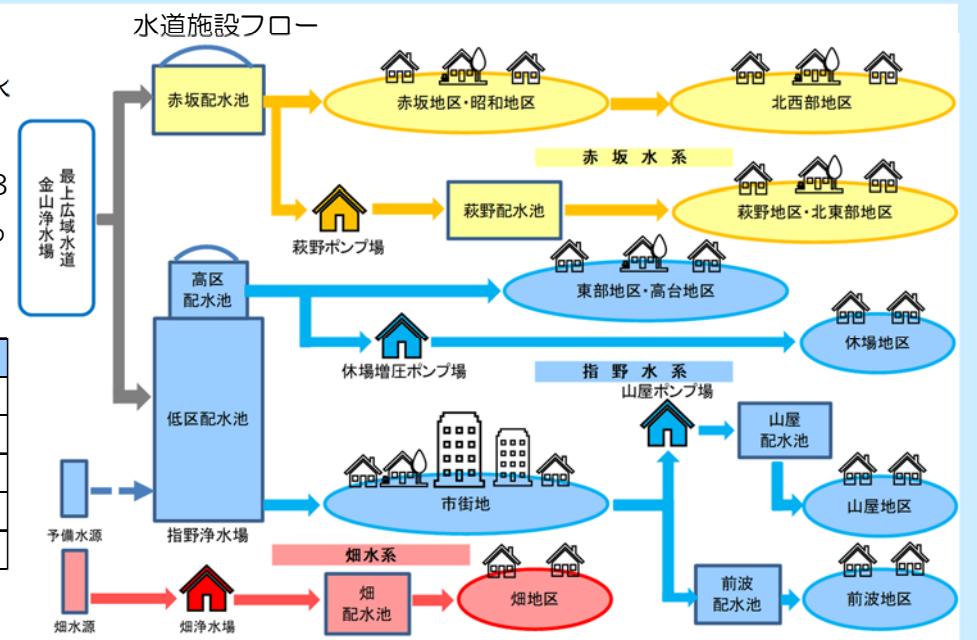 水道施設フロー
水
3
。
最上広域水道
金山浄水場
赤坂配水池
赤坂地区・昭和地区
北西部地区
赤坂水系
萩野ポンプ場
萩野配水池
萩野地区・北東部地区
高区
配水池
東部地区・高台地区
休場増圧ポンプ場
休場地区
指野水系
低区配水池
指野浄水場
予備水源
市街地
山屋ポンプ場
山屋
配水池
山屋地区
前波
配水池
前波地区
畑水系
畑水源
畑浄水場
畑
配水池
畑地区